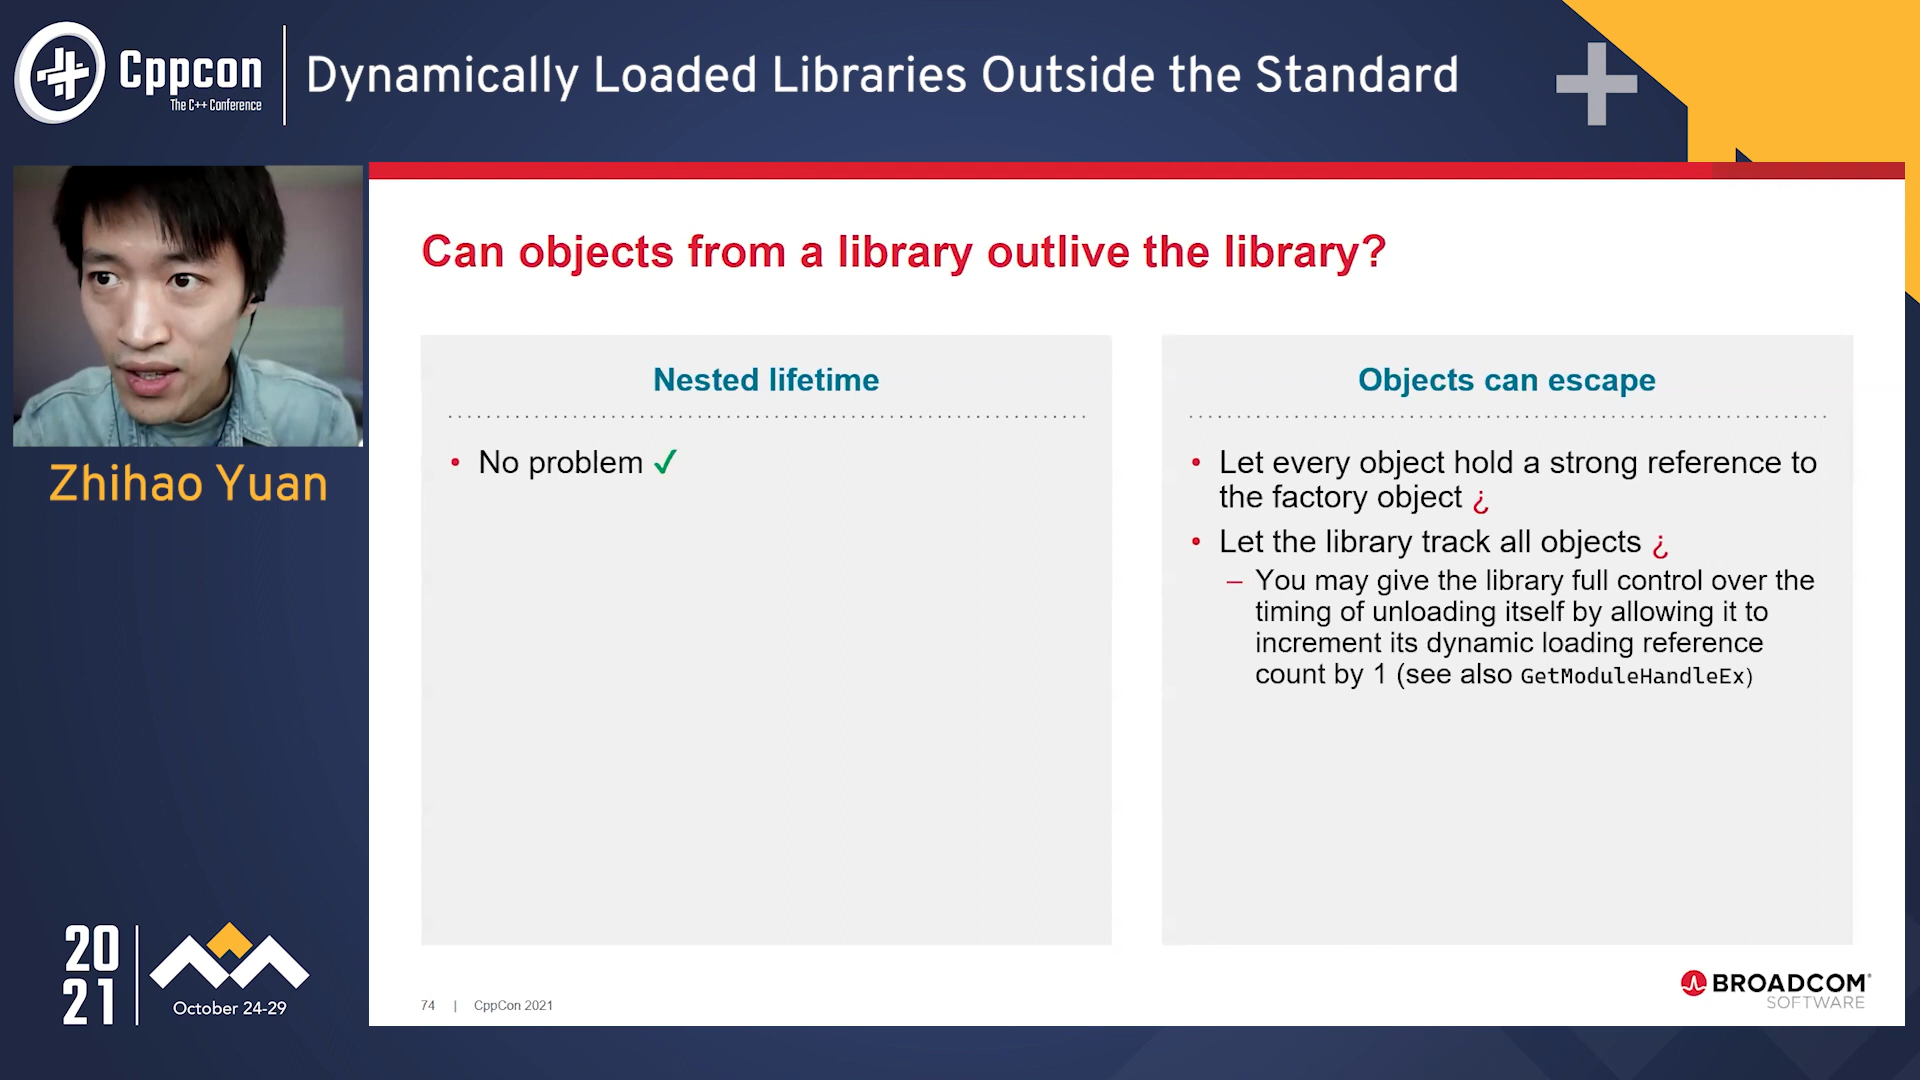 Cppcon
The C++ Conference
Dynamically Loaded Libraries Outside the Standard
Zhihao Yuan
Can objects from a library outlive the library?
Nested lifetime
• No problem ✓
Objects can escape
• Let every object hold a strong reference to
the factory object ¿
• Let the library track all objects ¿
– You may give the library full control over the
timing of unloading itself by allowing it to
increment its dynamic loading reference
count by 1 (see also GetModuleHandleEx)
20
21
October 24-29
74 | CppCon 2021
BROADCOM®
SOFTWARE